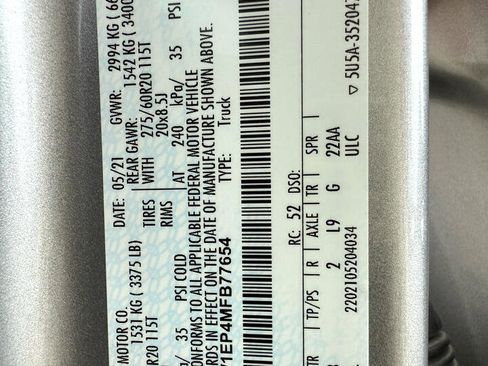 MOTOR CO.
DATE: 05/21 GVWR: 2994 KG
1531 KG (3375 LB) REAR GAWR: 1542 KG (3400
R20 115T TIRES WITH 275/60R20 115T
RIMS 20x8.5J
35 PSI COLD AT 240 kPa/ 35 PSI
CONFORMS TO ALL APPLICABLE FEDERAL MOTOR VEHICLE
IN EFFECT ON THE DATE OF MANUFACTURE SHOWN ABOVE.
1EP4MFB77654 TYPE: Truck
RC: 52 DSO:
TR TP/PS R AXLE TR SPR
2 L9 G 22AA
ULC
2202105204034 ▽ 5U5A-35204